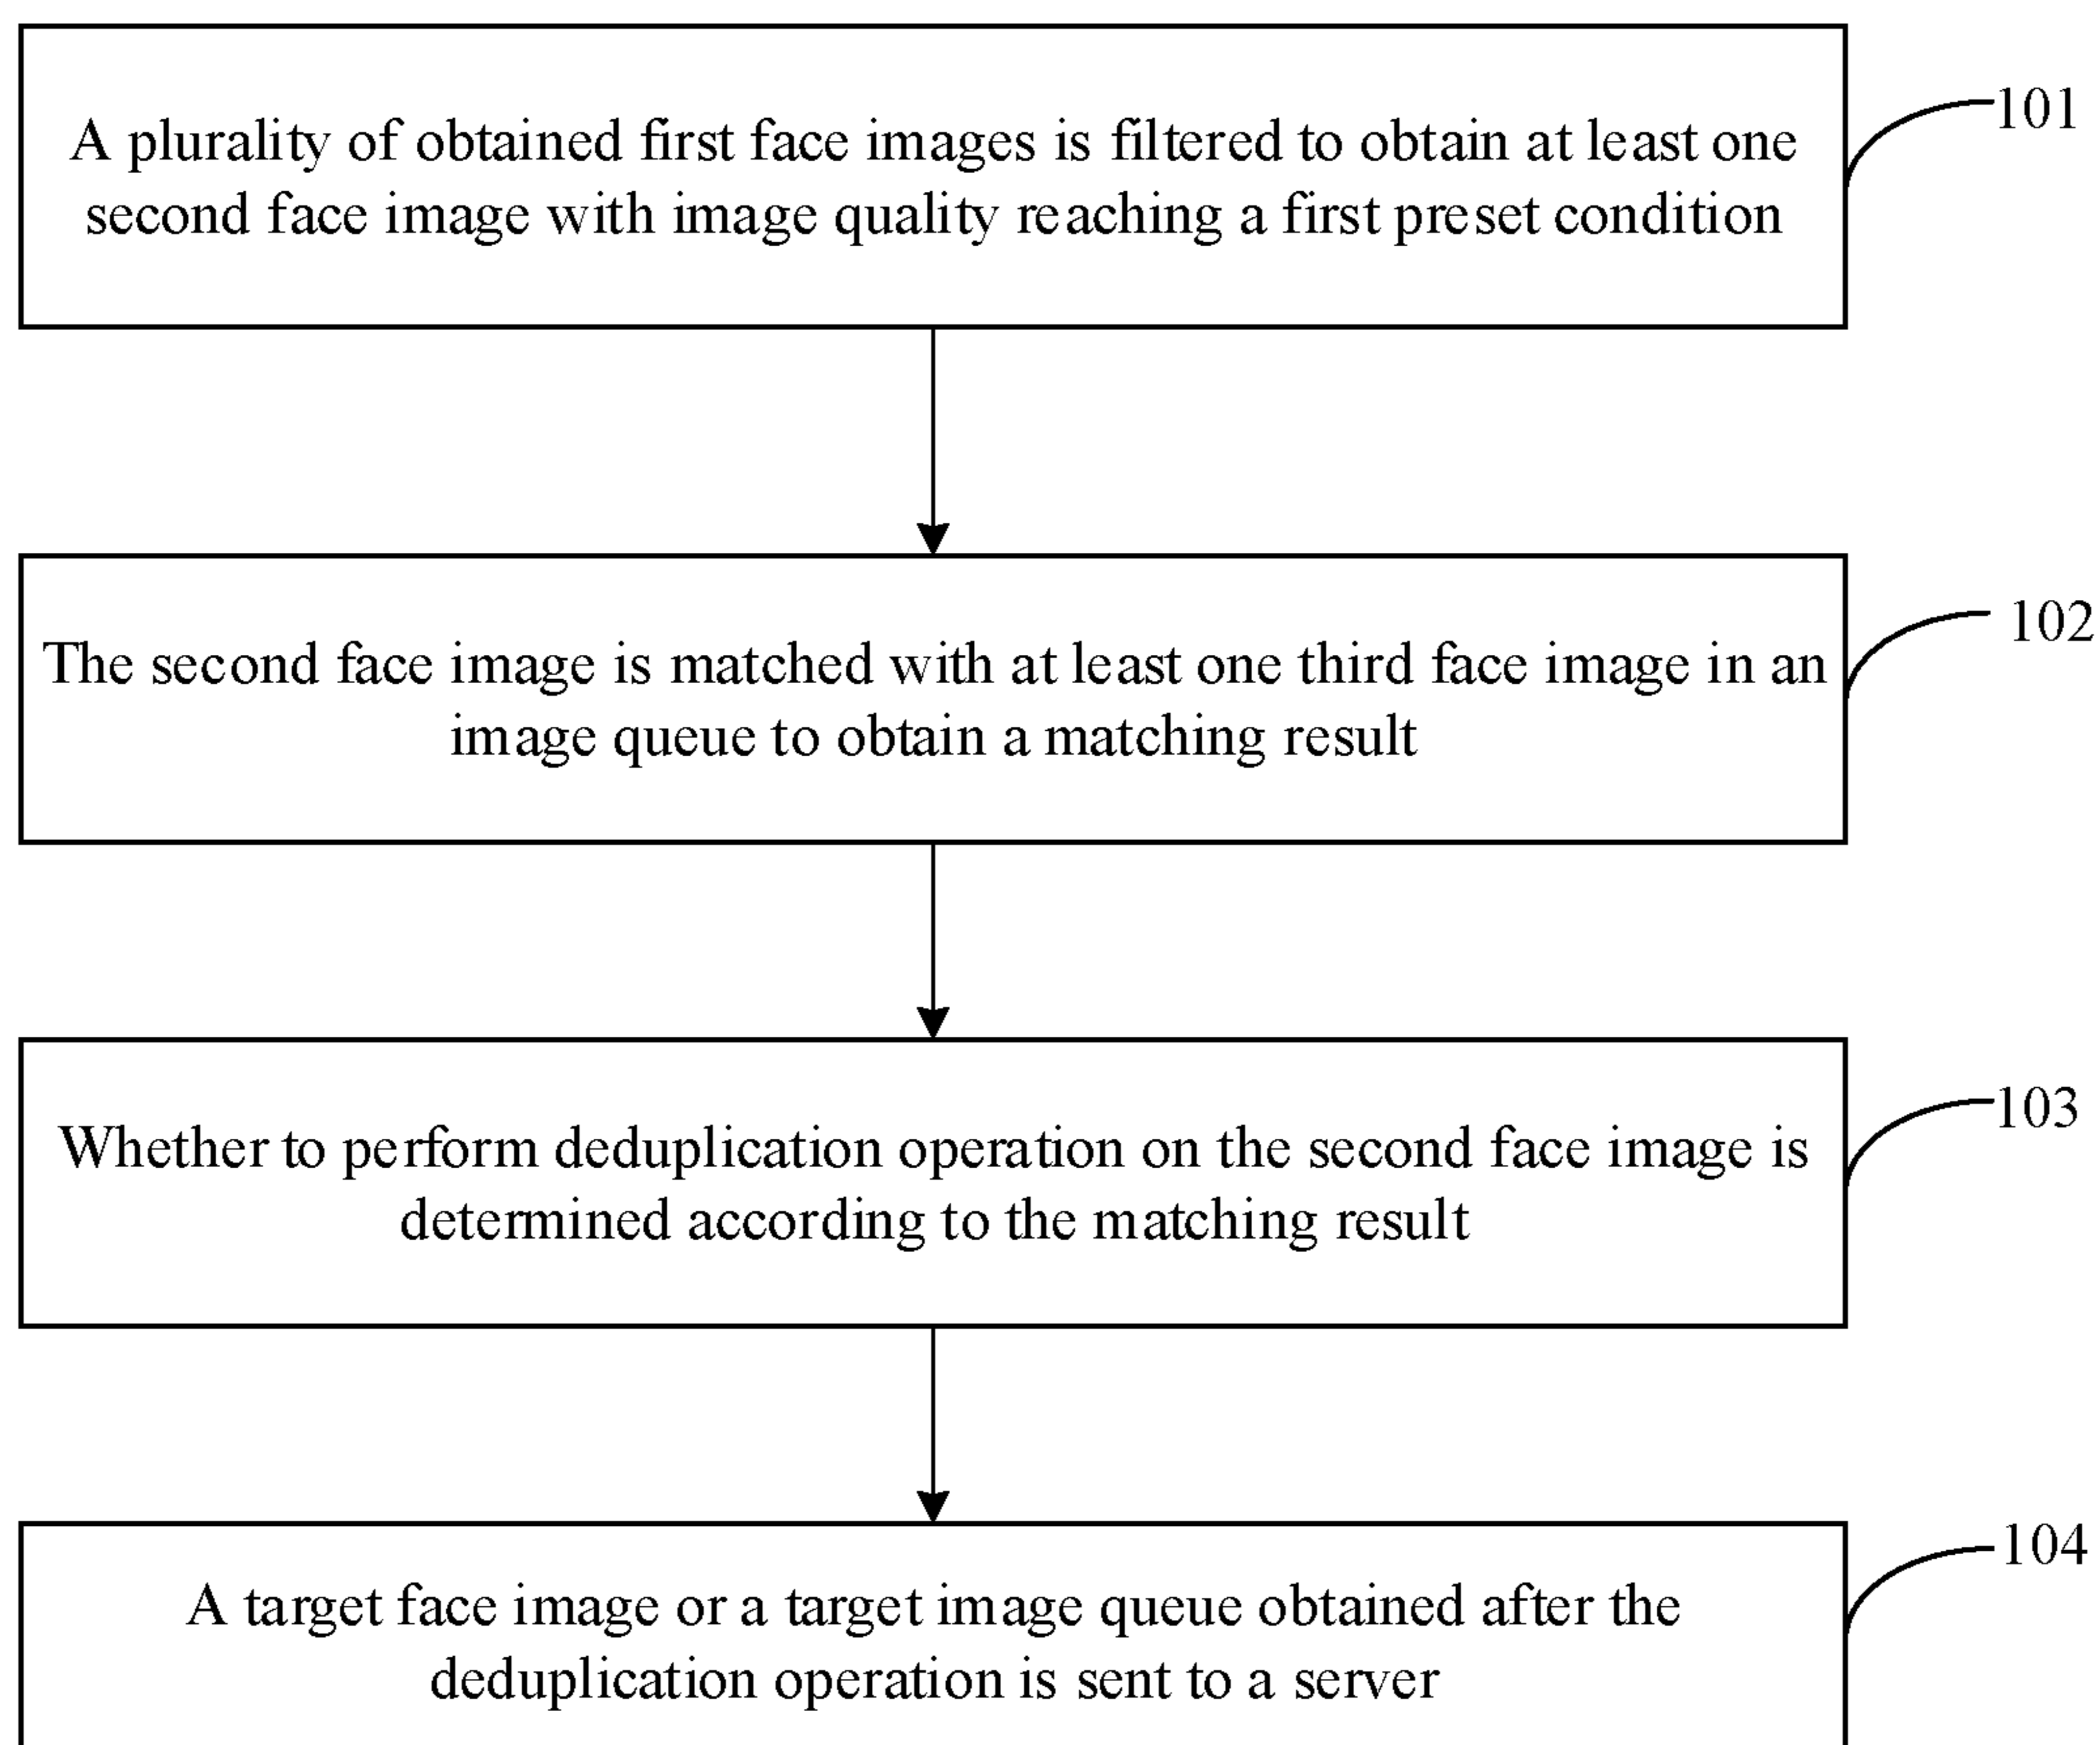 A plurality of obtained first face images is filtered to obtain at least one
second face image with image quality reaching a first preset condition
101
The second face image is matched with at least one third face image in an
image queue to obtain a matching result
102
Whether to perform deduplication operation on the second face image is
determined according to the matching result
103
A target face image or a target image queue obtained after the
deduplication operation is sent to a server
104